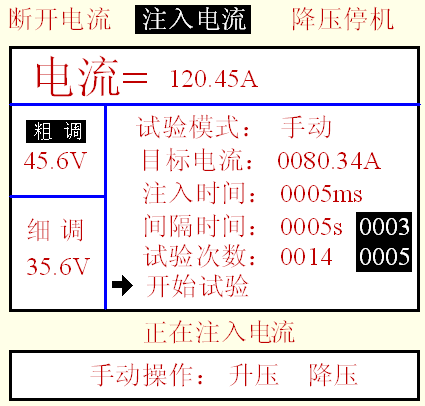 断开电流 注入电流 降压停机
电流= 120.45A
粗 调
45.6V
细 调
35.6V
试验模式： 手动
目标电流： 0080.34A
注入时间： 0005ms
间隔时间： 0005s 0003
试验次数： 0014 0005
开始试验
正在注入电流
手动操作： 升压 降压